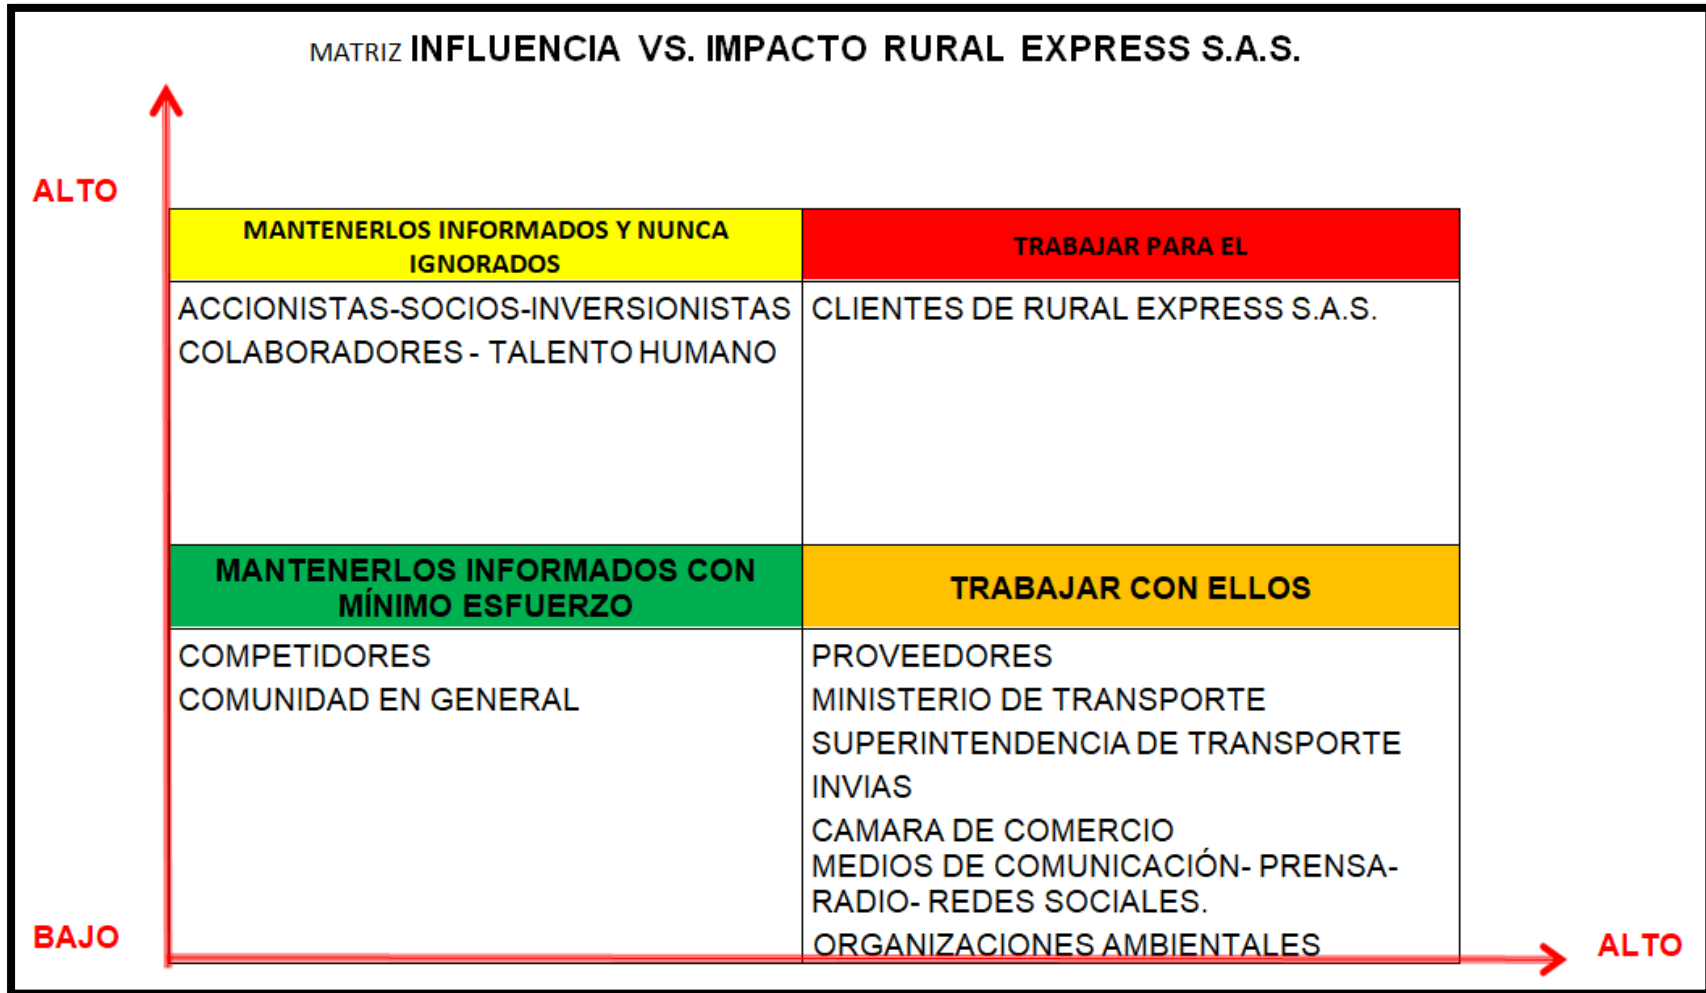 MATRIZ INFLUENCIA VS. IMPACTO RURAL EXPRESS S.A.S.
ALTO
MANTENERLOS INFORMADOS Y NUNCA
IGNORADOS
TRABAJAR PARA EL
ACCIONISTAS-SOCIOS-INVERSIONISTAS
COLABORADORES - TALENTO HUMANO
CLIENTES DE RURAL EXPRESS S.A.S.
MANTENERLOS INFORMADOS CON
MÍNIMO ESFUERZO
TRABAJAR CON ELLOS
COMPETIDORES
COMUNIDAD EN GENERAL
PROVEEDORES
MINISTERIO DE TRANSPORTE
SUPERINTENDENCIA DE TRANSPORTE
INVIAS
CAMARA DE COMERCIO
MEDIOS DE COMUNICACIÓN- PRENSA-
RADIO- REDES SOCIALES.
ORGANIZACIONES AMBIENTALES
BAJO
ALTO